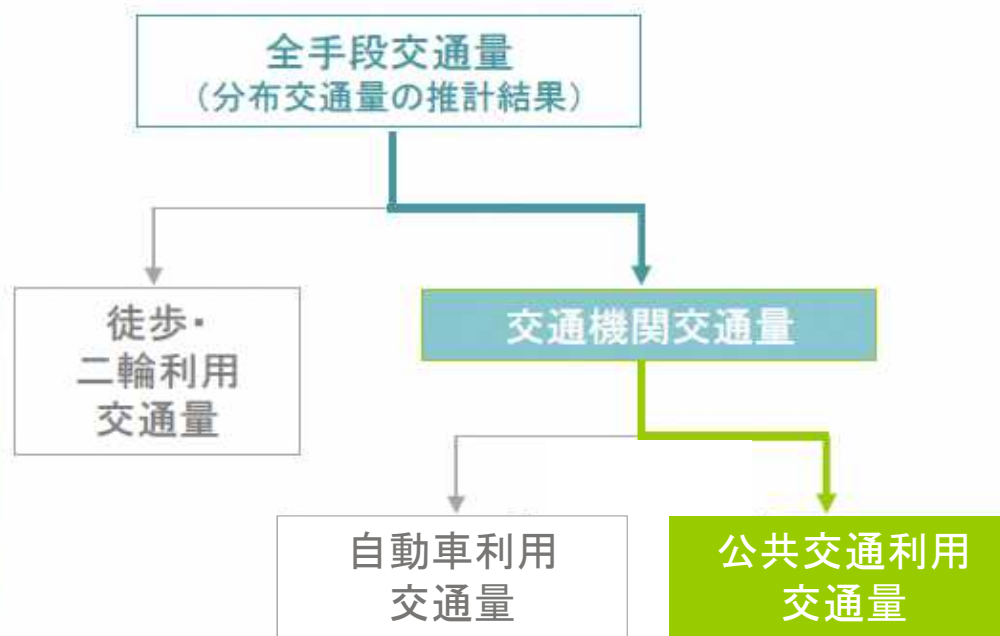 全手段交通量
（分布交通量の推計結果）
徒歩・
二輪利用
交通量
交通機関交通量
自動車利用
交通量
公共交通利用
交通量